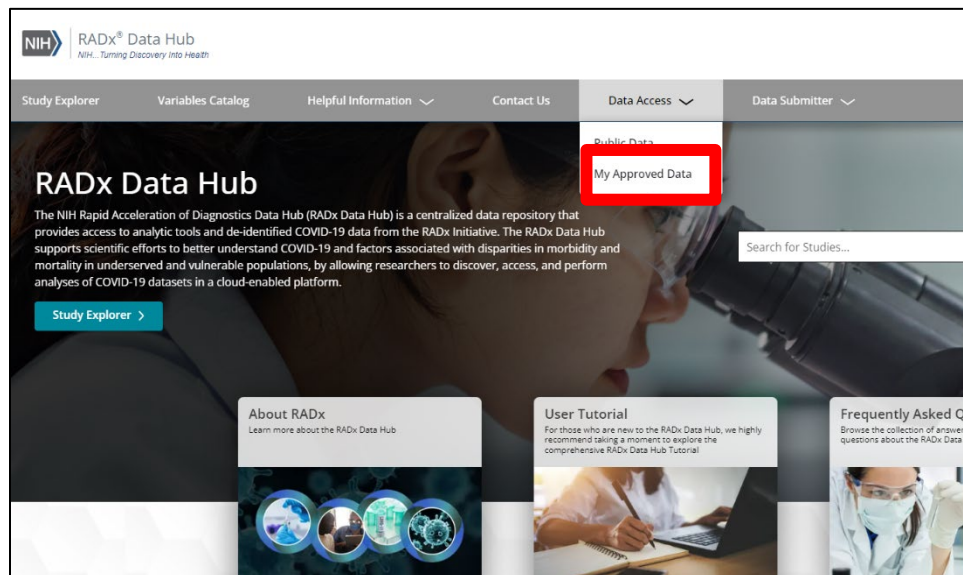 NIH
RADx® Data Hub
NIH... Turning Discovery Into Health
Study Explorer
Variables Catalog
Helpful Information
Contact Us
Data Access
Data Submitter
Public Data
My Approved Data
RADx Data Hub
The NIH Rapid Acceleration of Diagnostics Data Hub (RADx Data Hub) is a centralized data repository that
provides access to analytic tools and de-identified COVID-19 data from the RADx Initiative. The RADx Data Hub
supports scientific efforts to better understand COVID-19 and factors associated with disparities in morbidity and
mortality in underserved and vulnerable populations, by allowing researchers to discover, access, and perform
analyses of COVID-19 datasets in a cloud-enabled platform.
Search for Studies...
Study Explorer
About RADx
Learn more about the RADx Data Hub
User Tutorial
For those who are new to the RADx Data Hub, we highly
recommend taking a moment to explore the
comprehensive RADx Data Hub Tutorial
Frequently Asked Q
Browse the collection of answer
questions about the RADx Data